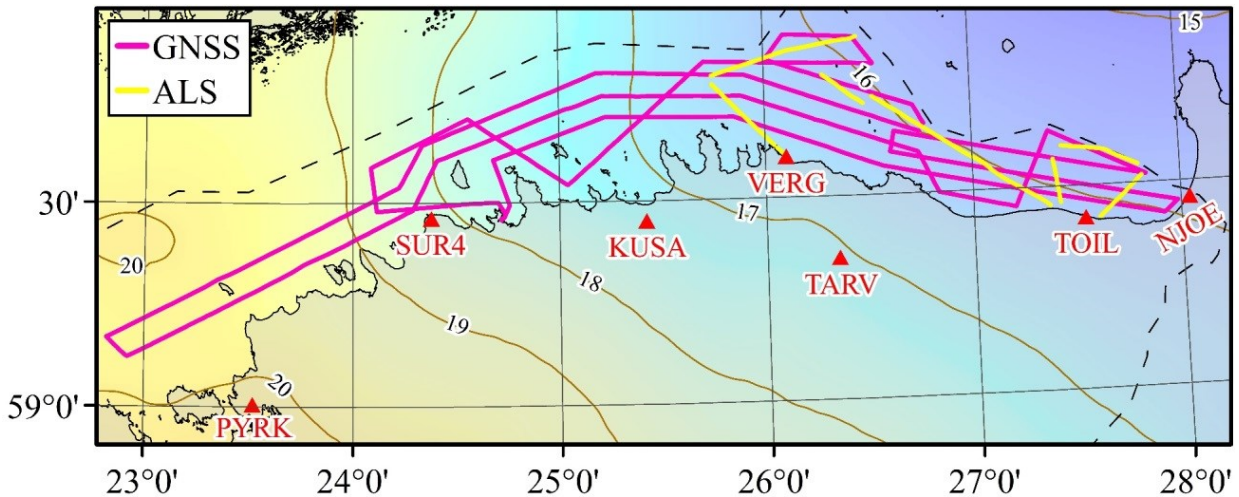 GNSS
ALS
15
16
VERG
30'
NJOE
17
SUR4
KUSA
TOIL
20
TARV
18
19
20
59°0'
PYRK
23°0'
24°0'
25°0'
26°0'
27°0'
28°0'